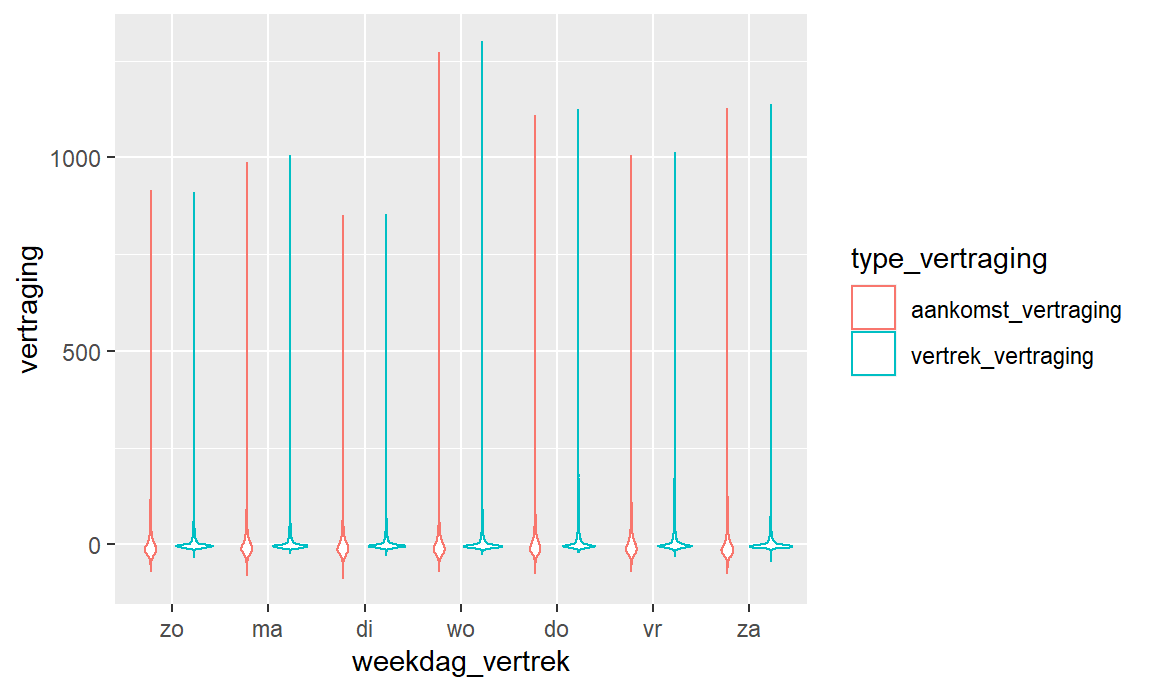 1000
500
0
vertraging
zo ma di wo do vr za
weekdag_vertrek
type_vertraging
aankomst_vertraging
vertrek_vertraging